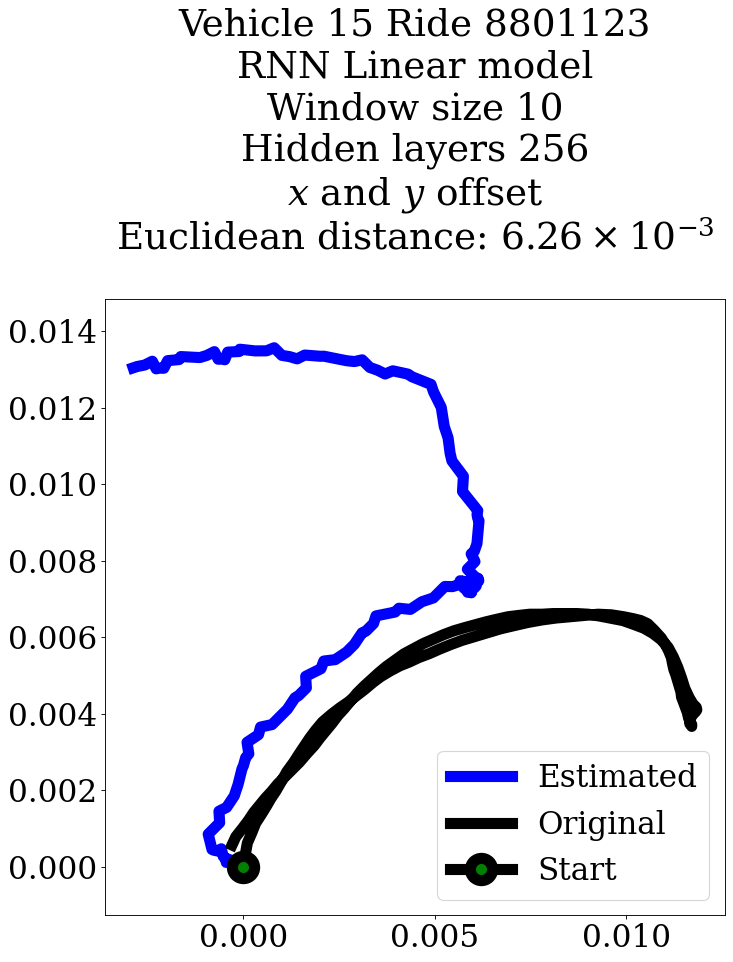 Vehicle 15 Ride 8801123
RNN Linear model
Window size 10
Hidden layers 256
x and y offset
Euclidean distance: 6.26 × 10⁻³
0.014
0.012
0.010
0.008
0.006
0.004
0.002
0.000
Estimated
Original
Start
0.000 0.005 0.010